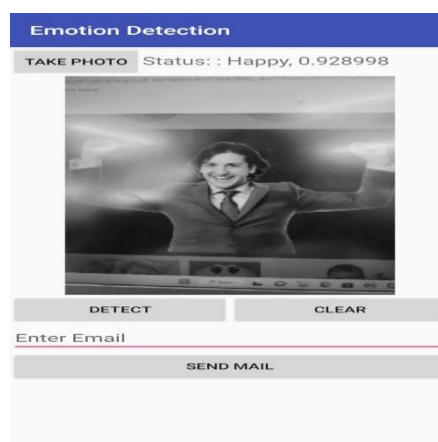 Emotion Detection
TAKE PHOTO Status: : Happy, 0.928998
DETECT CLEAR
Enter Email
SEND MAIL